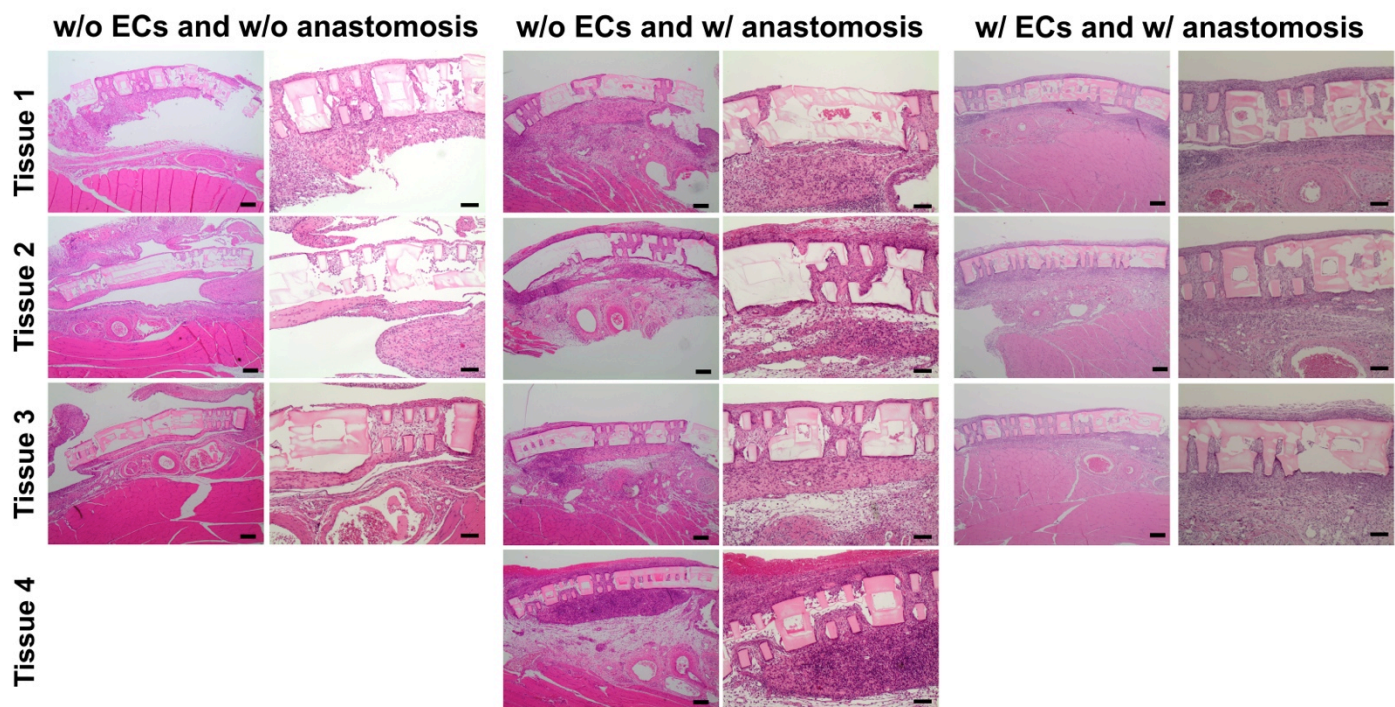 w/o ECs and w/o anastomosis
w/o ECs and w/ anastomosis
w/ ECs and w/ anastomosis
Tissue 1
Tissue 2
Tissue 3
Tissue 4